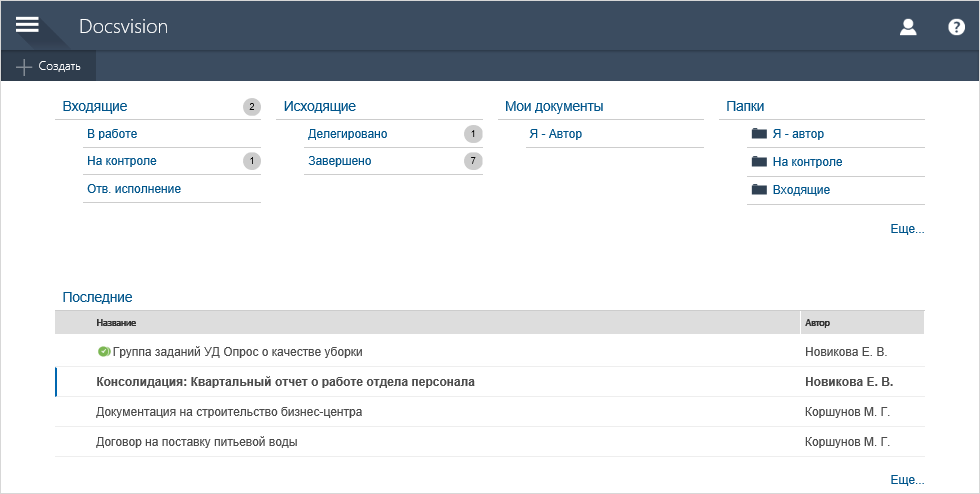 Docsvision
?
Создать
Входящие 2
В работе
На контроле 1
Отв. исполнение
Исходящие
Делегировано 1
Завершено 7
Мои документы
Я - Автор
Папки
Я - автор
На контроле
Входящие
Еще...
Последние
Название Автор
Группа заданий УД Опрос о качестве уборки Новикова Е. В.
Консолидация: Квартальный отчет о работе отдела персонала Новикова Е. В.
Документация на строительство бизнес-центра Коршунов М. Г.
Договор на поставку питьевой воды Коршунов М. Г.
Еще...